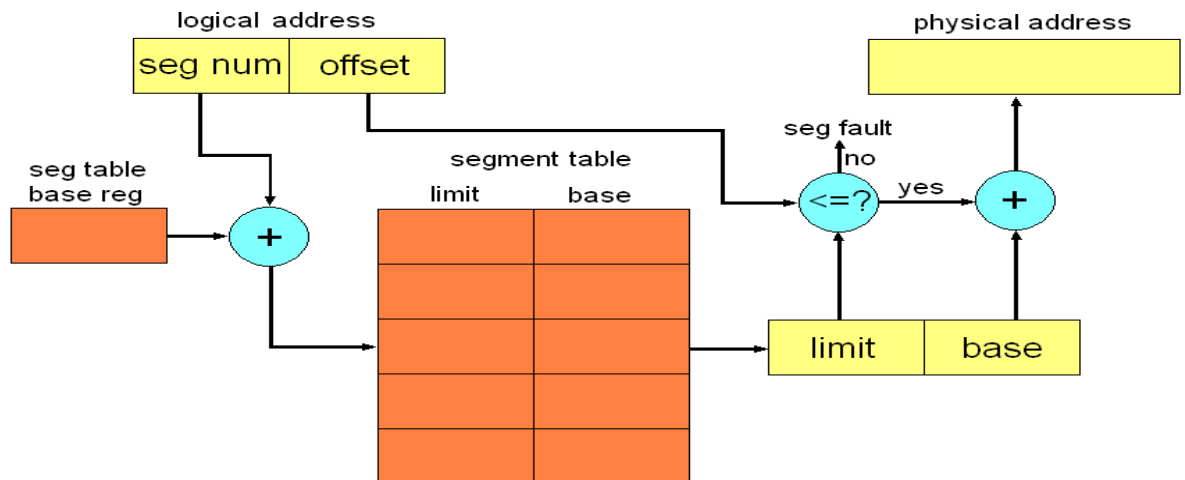 logical address
physical address
seg num
offset
seg fault
no
seg table
base reg
segment table
limit
base
<=?
yes
+
+
limit
base